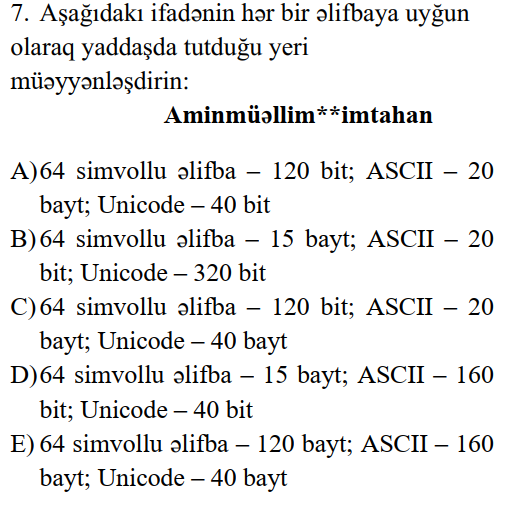 7. Aşağıdakı ifadənin hər bir əlifbaya uyğun
olaraq yaddaşda tutduğu yeri
müəyyənləşdirin:
Aminmüəllim**imtahan
A)64 simvollu əlifba – 120 bit; ASCII – 20
bayt; Unicode – 40 bit
B)64 simvollu əlifba – 15 bayt; ASCII – 20
bit; Unicode – 320 bit
C)64 simvollu əlifba – 120 bit; ASCII – 20
bayt; Unicode – 40 bayt
D)64 simvollu əlifba – 15 bayt; ASCII – 160
bit; Unicode – 40 bit
E) 64 simvollu əlifba – 120 bayt; ASCII – 160
bayt; Unicode – 40 bayt